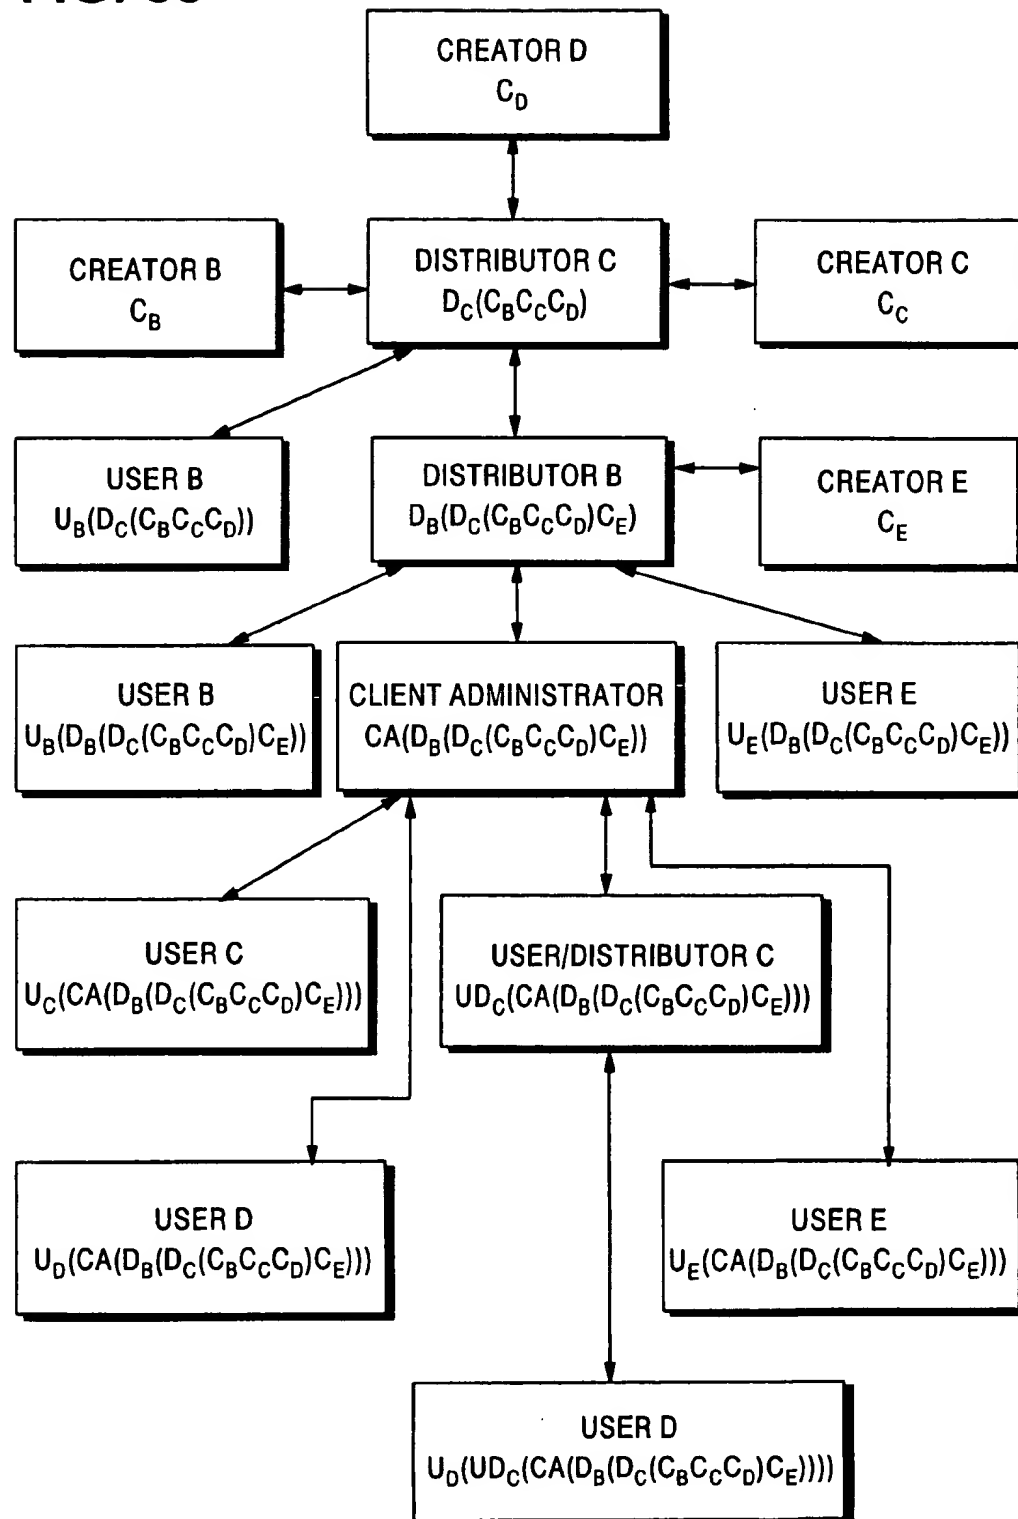 CREATOR D
C_D
CREATOR B
C_B
DISTRIBUTOR C
D_C(C_BC_CC_D)
CREATOR C
C_C
USER B
U_B(D_C(C_BC_CC_D))
DISTRIBUTOR B
D_B(D_C(C_BC_CC_D)C_E)
CREATOR E
C_E
USER B
U_B(D_B(D_C(C_BC_CC_D)C_E))
CLIENT ADMINISTRATOR
CA(D_B(D_C(C_BC_CC_D)C_E))
USER E
U_E(D_B(D_C(C_BC_CC_D)C_E))
USER C
U_C(CA(D_B(D_C(C_BC_CC_D)C_E)))
USER/DISTRIBUTOR C
UD_C(CA(D_B(D_C(C_BC_CC_D)C_E)))
USER D
U_D(CA(D_B(D_C(C_BC_CC_D)C_E)))
USER E
U_E(CA(D_B(D_C(C_BC_CC_D)C_E)))
USER D
U_D(UD_C(CA(D_B(D_C(C_BC_CC_D)C_E))))